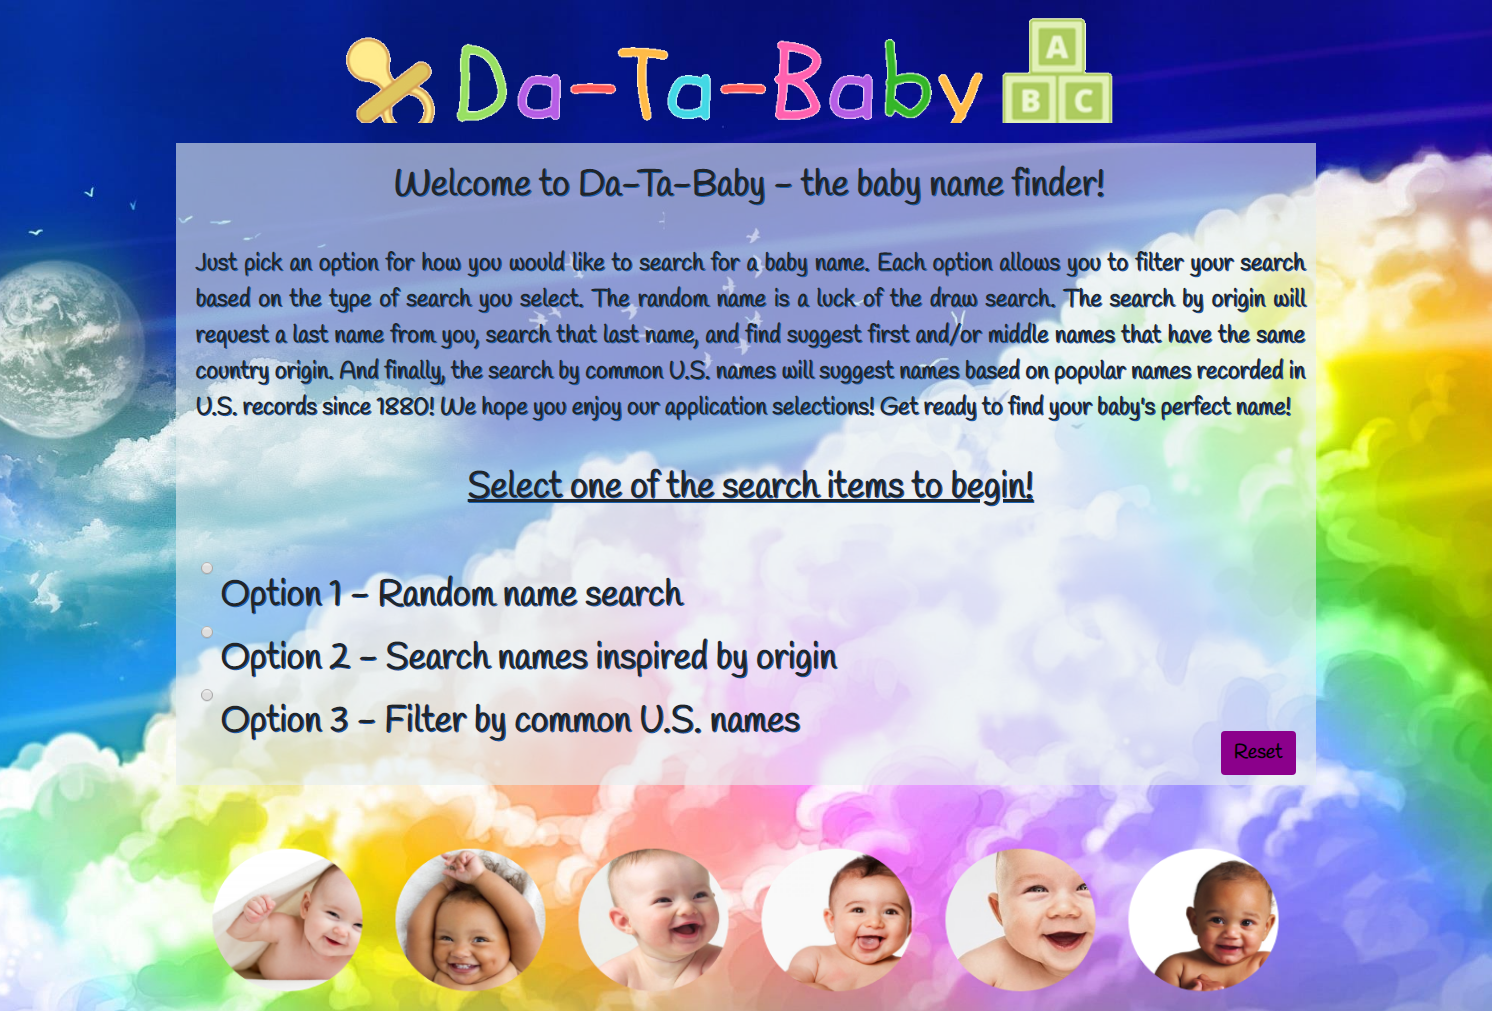 Da-Ta-Baby
A
B C
Welcome to Da-Ta-Baby - the baby name finder!
Just pick an option for how you would like to search for a baby name. Each option allows you to filter your search
based on the type of search you select. The random name is a luck of the draw search. The search by origin will
request a last name from you, search that last name, and find suggest first and/or middle names that have the same
country origin. And finally, the search by common U.S. names will suggest names based on popular names recorded in
U.S. records since 1880! We hope you enjoy our application selections! Get ready to find your baby's perfect name!
Select one of the search items to begin!
Option 1 - Random name search
Option 2 - Search names inspired by origin
Option 3 - Filter by common U.S. names
Reset